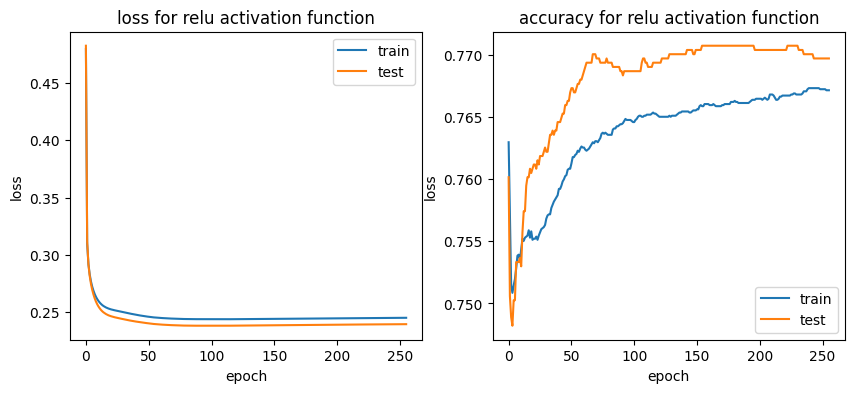 loss for relu activation function
train
test
0.45
0.40
0.35
0.30
0.25
loss
0 50 100 150 200 250
epoch
accuracy for relu activation function
0.770
0.765
0.760
0.755
0.750
loss
train
test
0 50 100 150 200 250
epoch